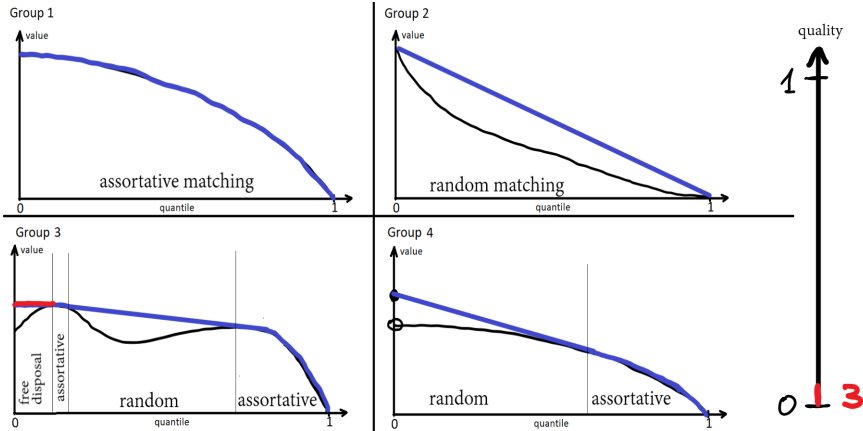 Group 1
value
assortative matching
0
quantile
1
Group 2
value
random matching
0
quantile
1
quality
1
0
3
Group 3
value
free
disposal
assortative
random
assortative
0
quantile
1
Group 4
value
random
assortative
0
quantile
1